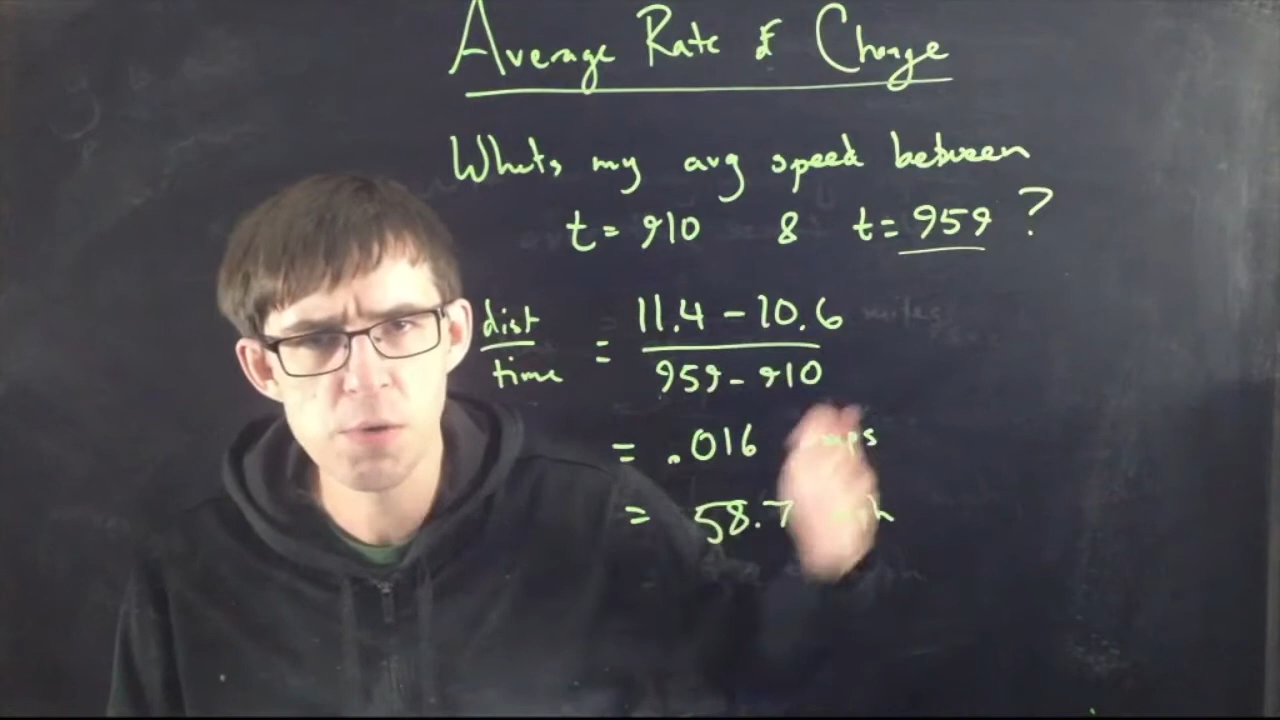 Average Rate of Change
Whats my avg speed between
t = 910 & t = 959 ?
dist/time = 11.4 - 10.6 / 959 - 910
= .016 mps
= 58.7